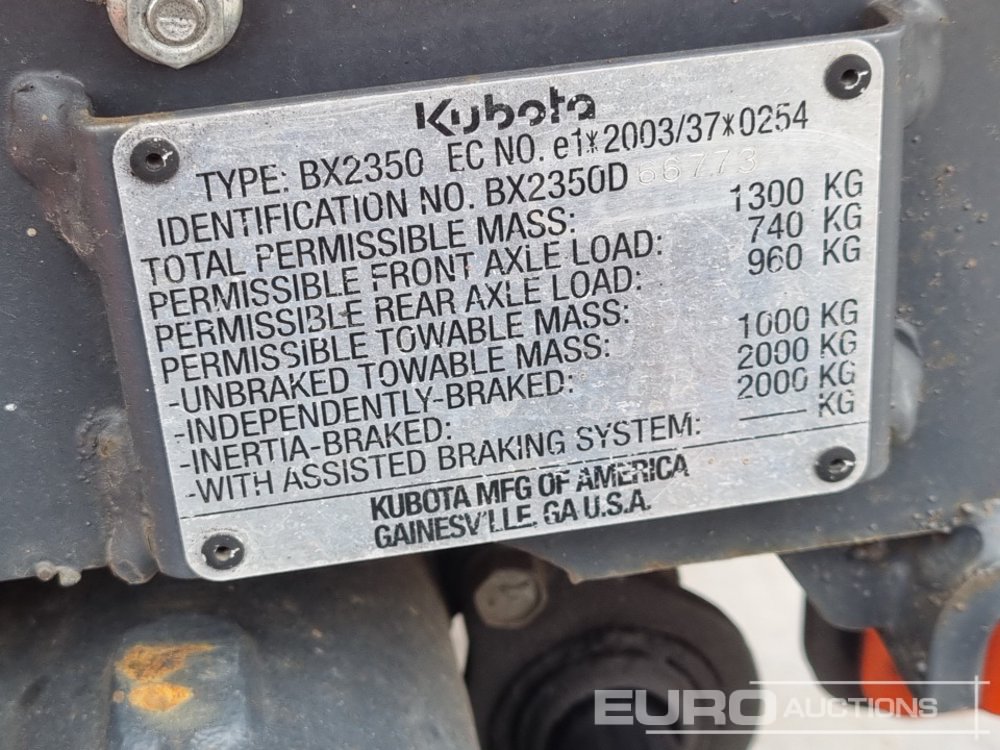 Kubota
TYPE: BX2350 EC NO. e1*2003/37*0254
IDENTIFICATION NO. BX2350D 66773
TOTAL PERMISSIBLE MASS: 1300 KG
PERMISSIBLE FRONT AXLE LOAD: 740 KG
PERMISSIBLE REAR AXLE LOAD: 960 KG
PERMISSIBLE TOWABLE MASS:
-UNBRAKED TOWABLE MASS: 1000 KG
-INDEPENDENTLY-BRAKED: 2000 KG
-INERTIA-BRAKED: 2000 KG
-WITH ASSISTED BRAKING SYSTEM: —— KG
KUBOTA MFG OF AMERICA
GAINESVILLE, GA U.S.A.
EURO AUCTIONS